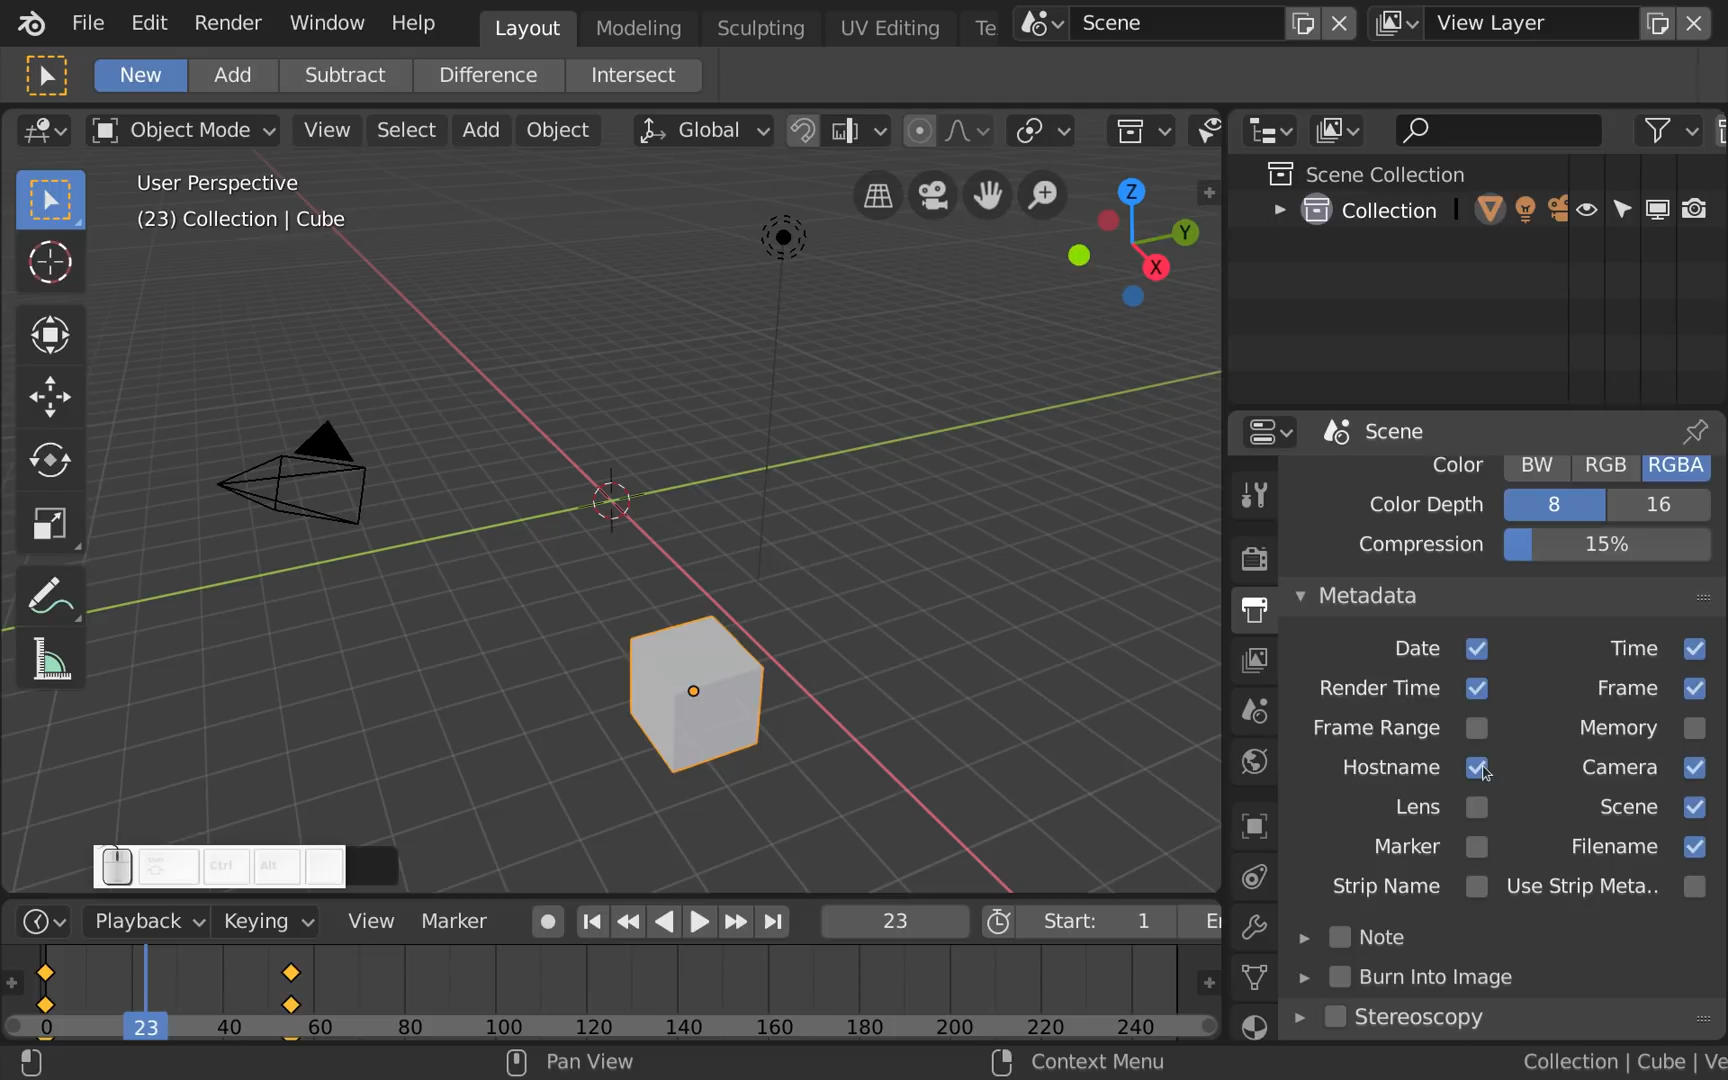 File Edit Render Window Help Layout Modeling Sculpting UV Editing Te Scene View Layer
New Add Subtract Difference Intersect
Object Mode View Select Add Object Global
User Perspective
(23) Collection | Cube
Z
Y
X
Scene Collection
Collection
Scene
Color BW RGB RGBA
Color Depth 8 16
Compression 15%
Metadata
Date Time
Render Time Frame
Frame Range Memory
Hostname Camera
Lens Scene
Marker Filename
Strip Name Use Strip Meta..
Note
Burn Into Image
Stereoscopy
Shift Ctrl Alt
Playback Keying View Marker 23 Start: 1 E
0 23 40 60 80 100 120 140 160 180 200 220 240
Pan View Context Menu Collection | Cube | Ve